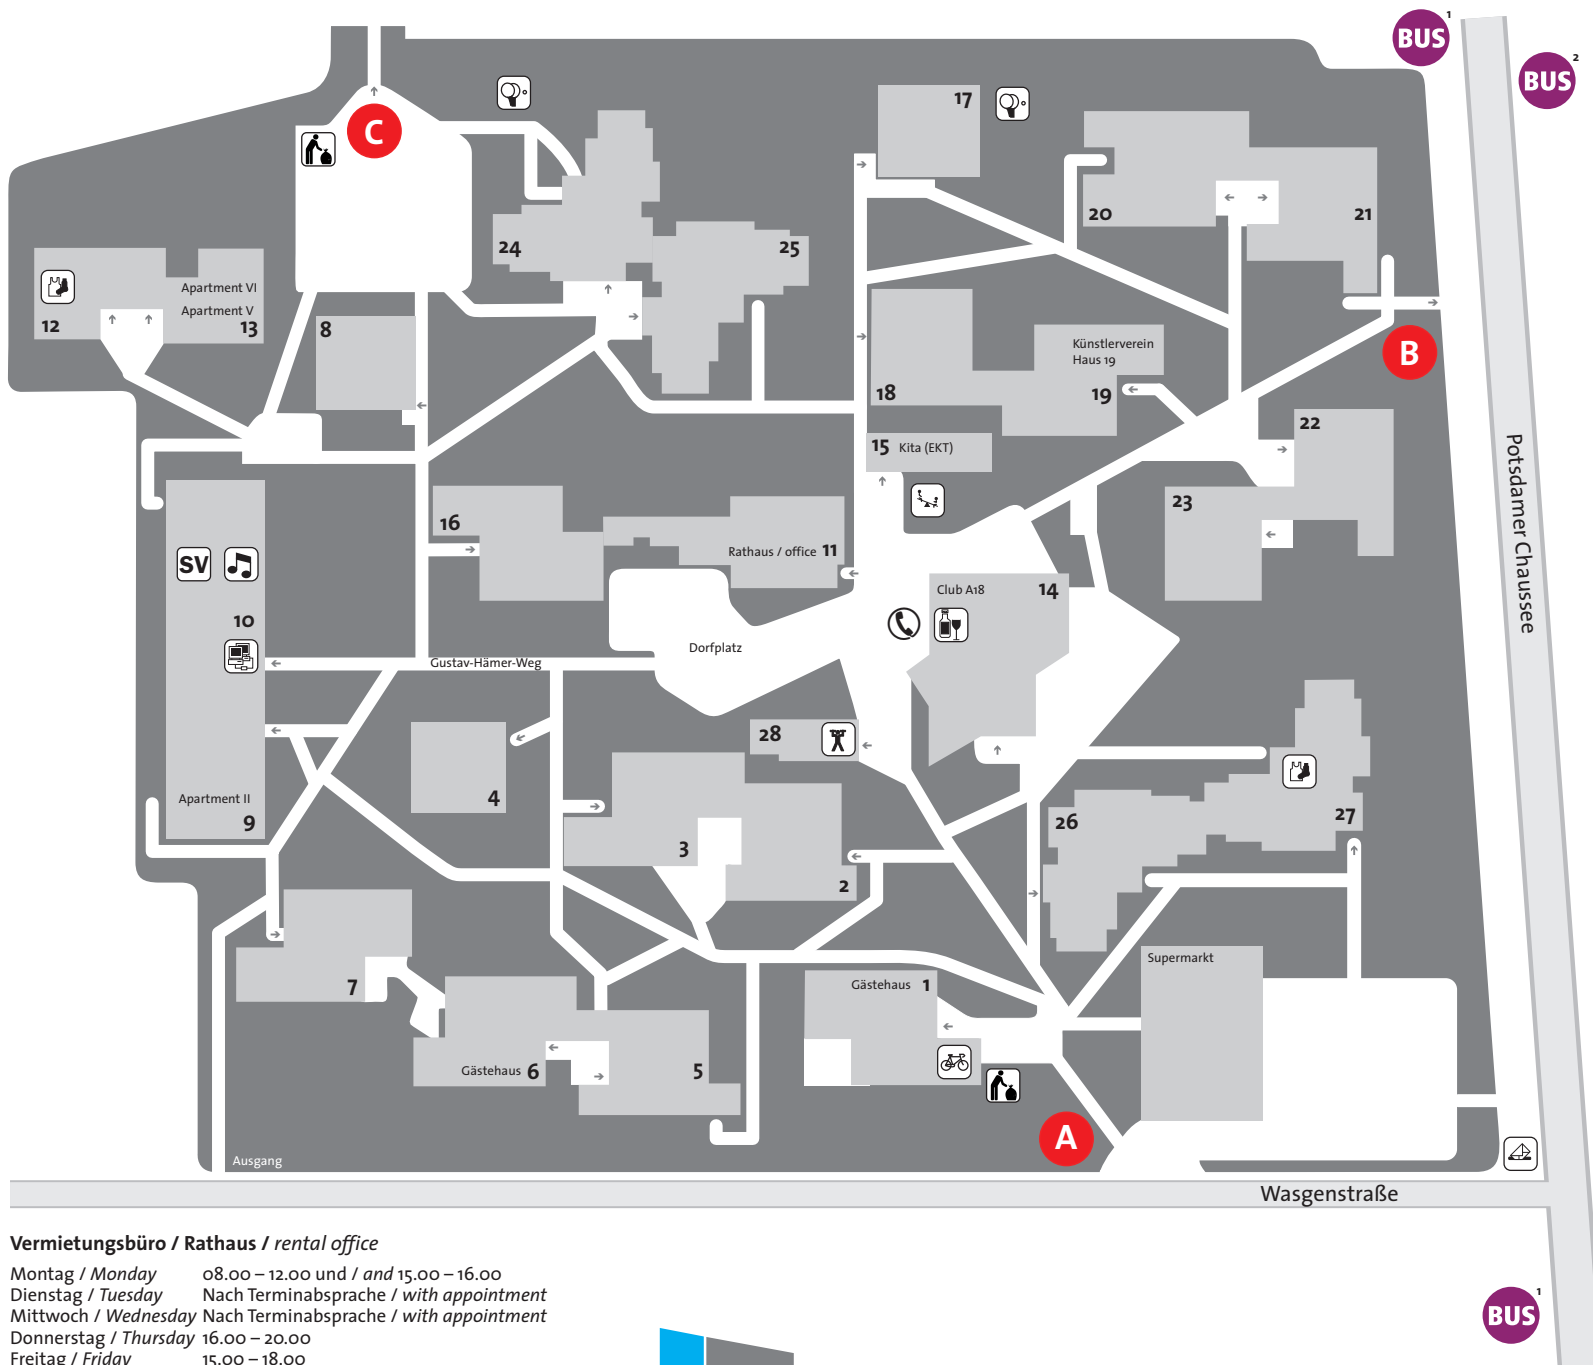 BUS 1
BUS 2
C
17
20
21
24
25
Apartment VI
Apartment V
12
13
8
Künstlerverein
Haus 19
B
18
19
22
15 Kita (EKT)
23
16
Rathaus / office 11
Potsdamer Chaussee
SV
10
Club A18
14
Dorfplatz
Gustav-Hämer-Weg
28
4
Apartment II
9
3
2
26
27
7
Gästehaus 1
Supermarkt
Gästehaus 6
5
A
Ausgang
Wasgenstraße
Vermietungsbüro / Rathaus / rental office
Montag / Monday 08.00 – 12.00 und / and 15.00 – 16.00
Dienstag / Tuesday Nach Terminabsprache / with appointment
Mittwoch / Wednesday Nach Terminabsprache / with appointment
Donnerstag / Thursday 16.00 – 20.00
Freitag / Friday 15.00 – 18.00
BUS 1